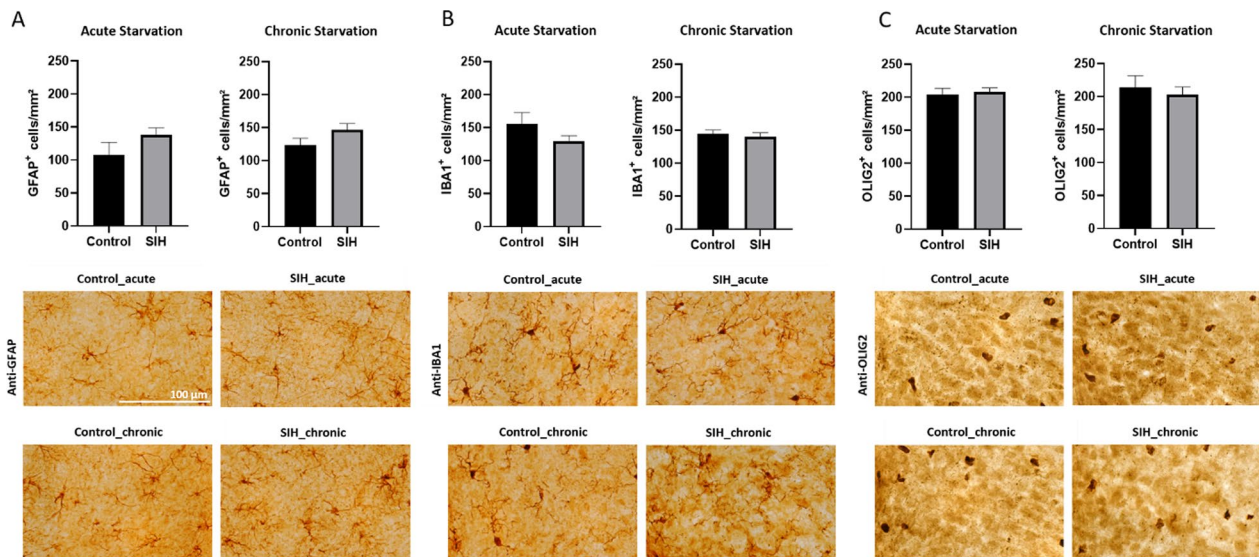 A
Acute Starvation
Chronic Starvation
GFAP⁺ cells/mm²
250
200
150
100
50
0
Control
SIH
GFAP⁺ cells/mm²
250
200
150
100
50
0
Control
SIH
Control_acute
SIH_acute
Anti-GFAP
100 µm
Control_chronic
SIH_chronic
B
Acute Starvation
Chronic Starvation
IBA1⁺ cells/mm²
250
200
150
100
50
0
Control
SIH
IBA1⁺ cells/mm²
250
200
150
100
50
0
Control
SIH
Control_acute
SIH_acute
Anti-IBA1
Control_chronic
SIH_chronic
C
Acute Starvation
Chronic Starvation
OLIG2⁺ cells/mm²
250
200
150
100
50
0
Control
SIH
OLIG2⁺ cells/mm²
250
200
150
100
50
0
Control
SIH
Control_acute
SIH_acute
Anti-OLIG2
Control_chronic
SIH_chronic